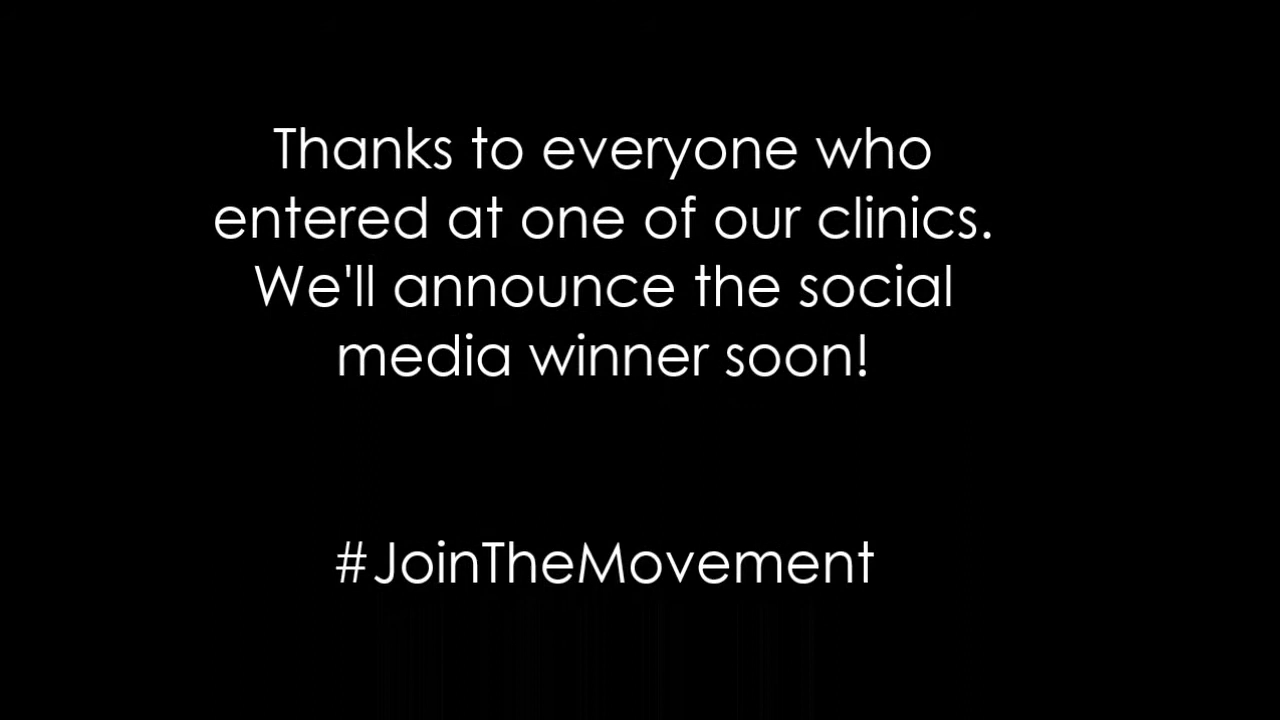 Thanks to everyone who
entered at one of our clinics.
We'll announce the social
media winner soon!
#JoinTheMovement